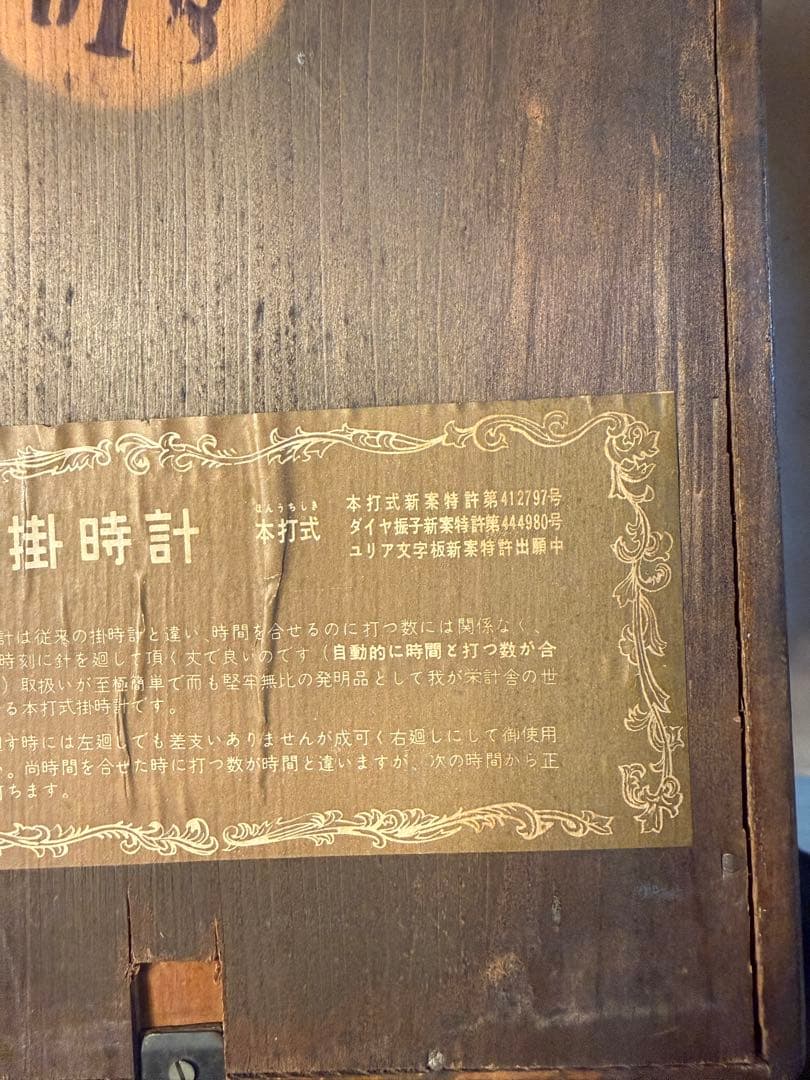 掛時計
ほんうちしき
本打式
本打式新案特許第412797号
ダイヤ振子新案特許第444980号
ユリア文字板新案特許出願中
計は従来の掛時計と違い、時間を合せるのに打つ数には関係なく、
時刻に針を廻して頂く丈で良いのです（自動的に時間と打つ数が合
）取扱いが至極簡単で而も堅牢無比の発明品として我が栄計舎の世
る本打式掛時計です。
す時には左廻しでも差支いありませんが成可く右廻しにして御使用
。尚時間を合せた時に打つ数が時間と違いますが、次の時間から正
打ちます。